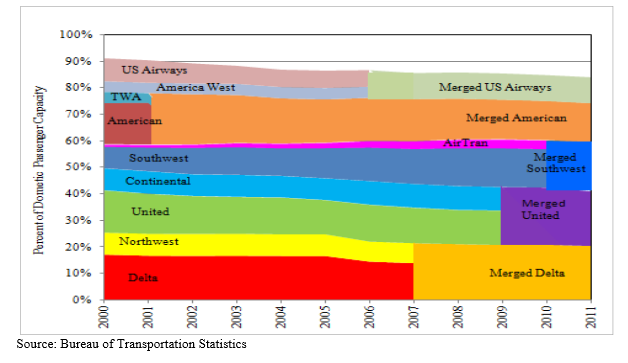 Percent of Domestic Passenger Capacity
100%
90%
80%
70%
60%
50%
40%
30%
20%
10%
0%
US Airways
America West
TWA
American
Southwest
Continental
United
Northwest
Delta
Merged US Airways
Merged American
AirTran
Merged
Southwest
Merged
United
Merged Delta
2000
2001
2002
2003
2004
2005
2006
2007
2008
2009
2010
2011
Source: Bureau of Transportation Statistics